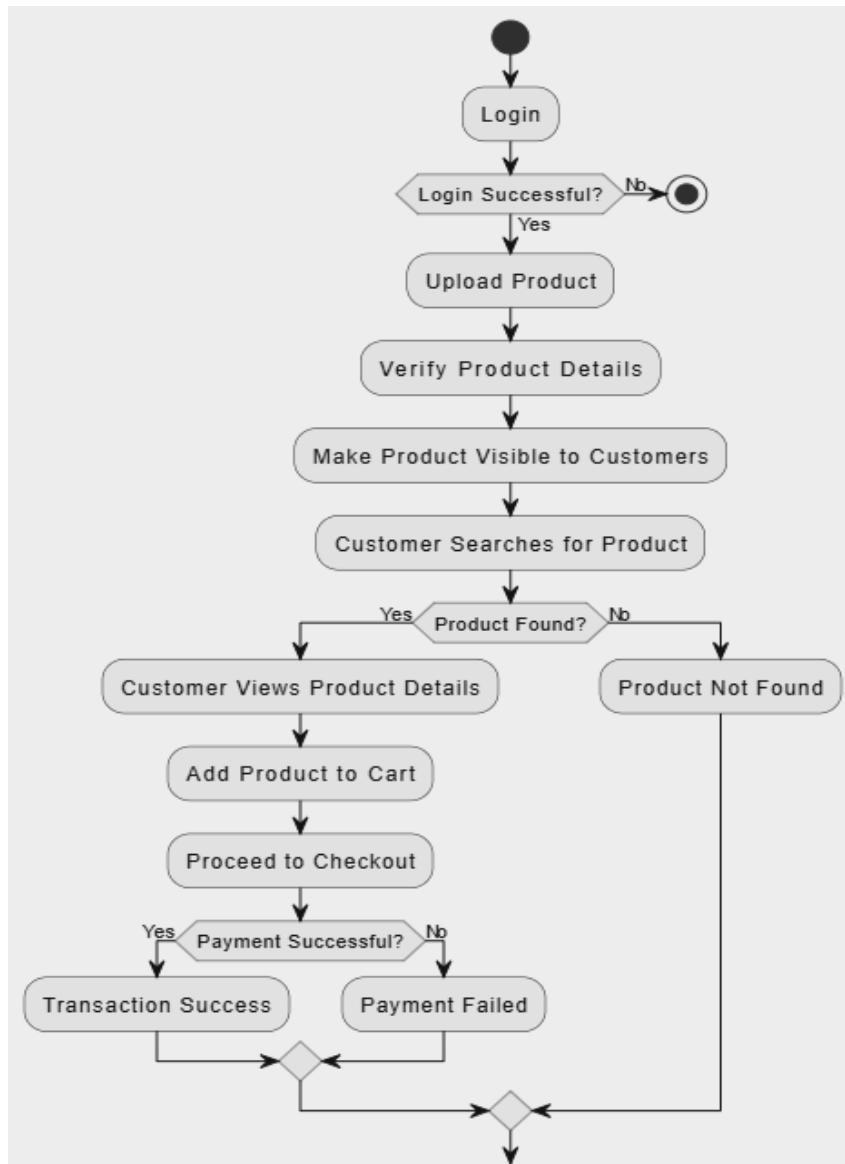 Login
Login Successful?
No
Yes
Upload Product
Verify Product Details
Make Product Visible to Customers
Customer Searches for Product
Yes
Product Found?
No
Customer Views Product Details
Product Not Found
Add Product to Cart
Proceed to Checkout
Yes
Payment Successful?
No
Transaction Success
Payment Failed